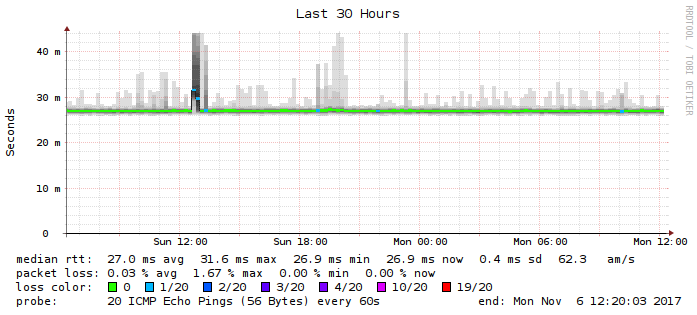 Last 30 Hours
RRDTOOL / TOBI OETIKER
Seconds
40 m
30 m
20 m
10 m
0
Sun 12:00 Sun 18:00 Mon 00:00 Mon 06:00 Mon 12:00
median rtt: 27.0 ms avg 31.6 ms max 26.9 ms min 26.9 ms now 0.4 ms sd 62.3 am/s
packet loss: 0.03 % avg 1.67 % max 0.00 % min 0.00 % now
loss color: 0 1/20 2/20 3/20 4/20 10/20 19/20
probe: 20 ICMP Echo Pings (56 Bytes) every 60s end: Mon Nov 6 12:20:03 2017